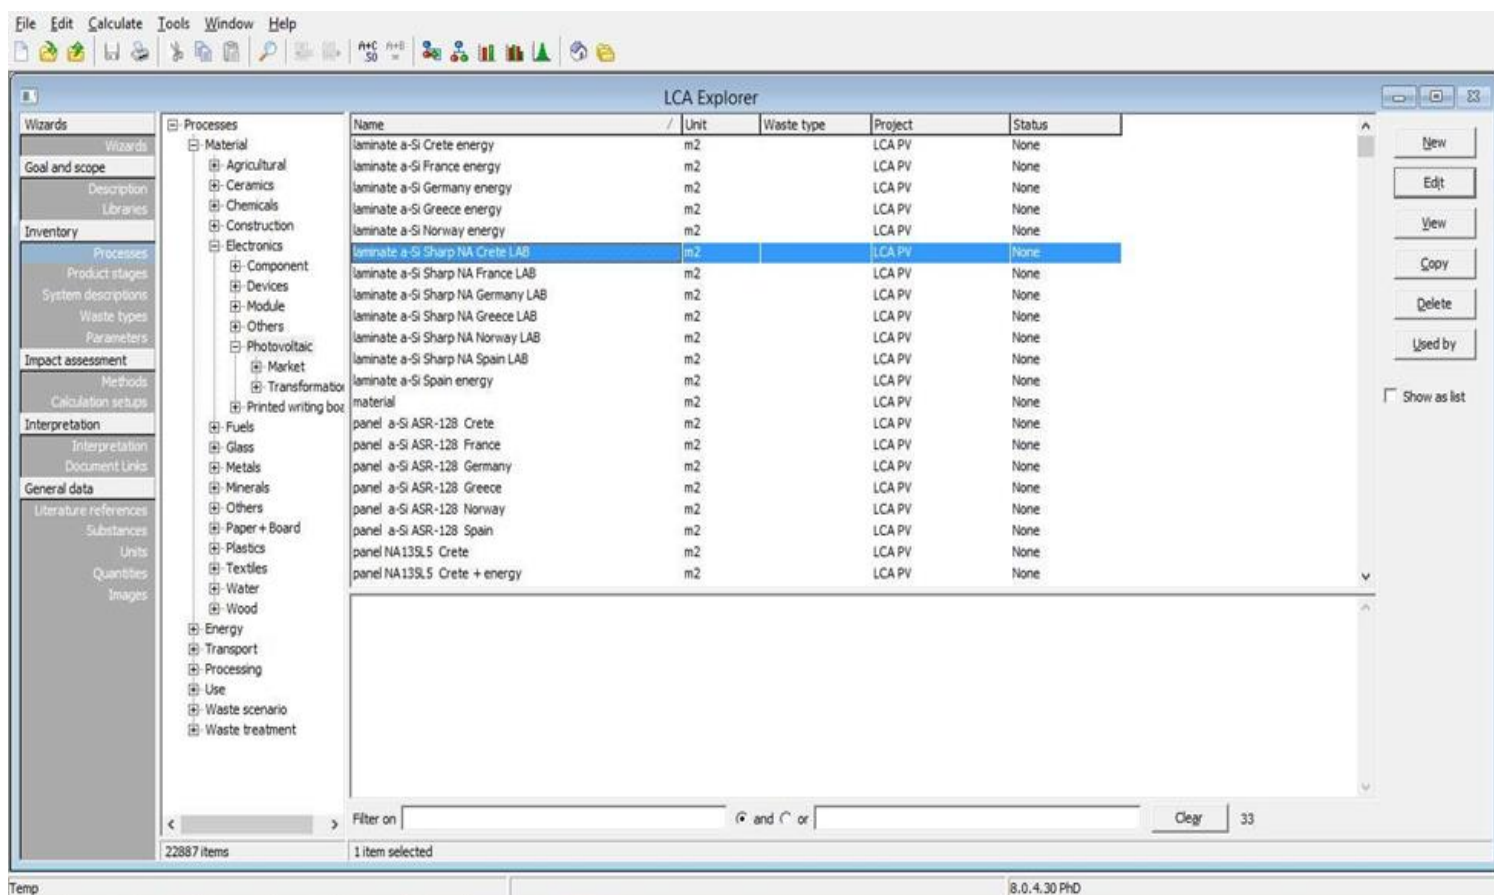 File Edit Calculate Tools Window Help
A+C A+B
50 =
LCA Explorer
Wizards
Wizards
Goal and scope
Description
Libraries
Inventory
Processes
Product stages
System descriptions
Waste types
Parameters
Impact assessment
Methods
Calculation setups
Interpretation
Interpretation
Document Links
General data
Literature references
Substances
Units
Quantities
Images
Processes
Material
Agricultural
Ceramics
Chemicals
Construction
Electronics
Component
Devices
Module
Others
Photovoltaic
Market
Transformation
Printed writing boa
Fuels
Glass
Metals
Minerals
Others
Paper + Board
Plastics
Textiles
Water
Wood
Energy
Transport
Processing
Use
Waste scenario
Waste treatment
Name / Unit Waste type Project Status
laminate a-Si Crete energy m2 LCA PV None
laminate a-Si France energy m2 LCA PV None
laminate a-Si Germany energy m2 LCA PV None
laminate a-Si Greece energy m2 LCA PV None
laminate a-Si Norway energy m2 LCA PV None
laminate a-Si Sharp NA Crete LAB m2 LCA PV None
laminate a-Si Sharp NA France LAB m2 LCA PV None
laminate a-Si Sharp NA Germany LAB m2 LCA PV None
laminate a-Si Sharp NA Greece LAB m2 LCA PV None
laminate a-Si Sharp NA Norway LAB m2 LCA PV None
laminate a-Si Sharp NA Spain LAB m2 LCA PV None
laminate a-Si Spain energy m2 LCA PV None
material m2 LCA PV None
panel a-Si ASR-128 Crete m2 LCA PV None
panel a-Si ASR-128 France m2 LCA PV None
panel a-Si ASR-128 Germany m2 LCA PV None
panel a-Si ASR-128 Greece m2 LCA PV None
panel a-Si ASR-128 Norway m2 LCA PV None
panel a-Si ASR-128 Spain m2 LCA PV None
panel NA135L5 Crete m2 LCA PV None
panel NA135L5 Crete + energy m2 LCA PV None
New
Edit
View
Copy
Delete
Used by
Show as list
Filter on and or Clear 33
22887 items 1 item selected
Temp 8.0.4.30 PhD